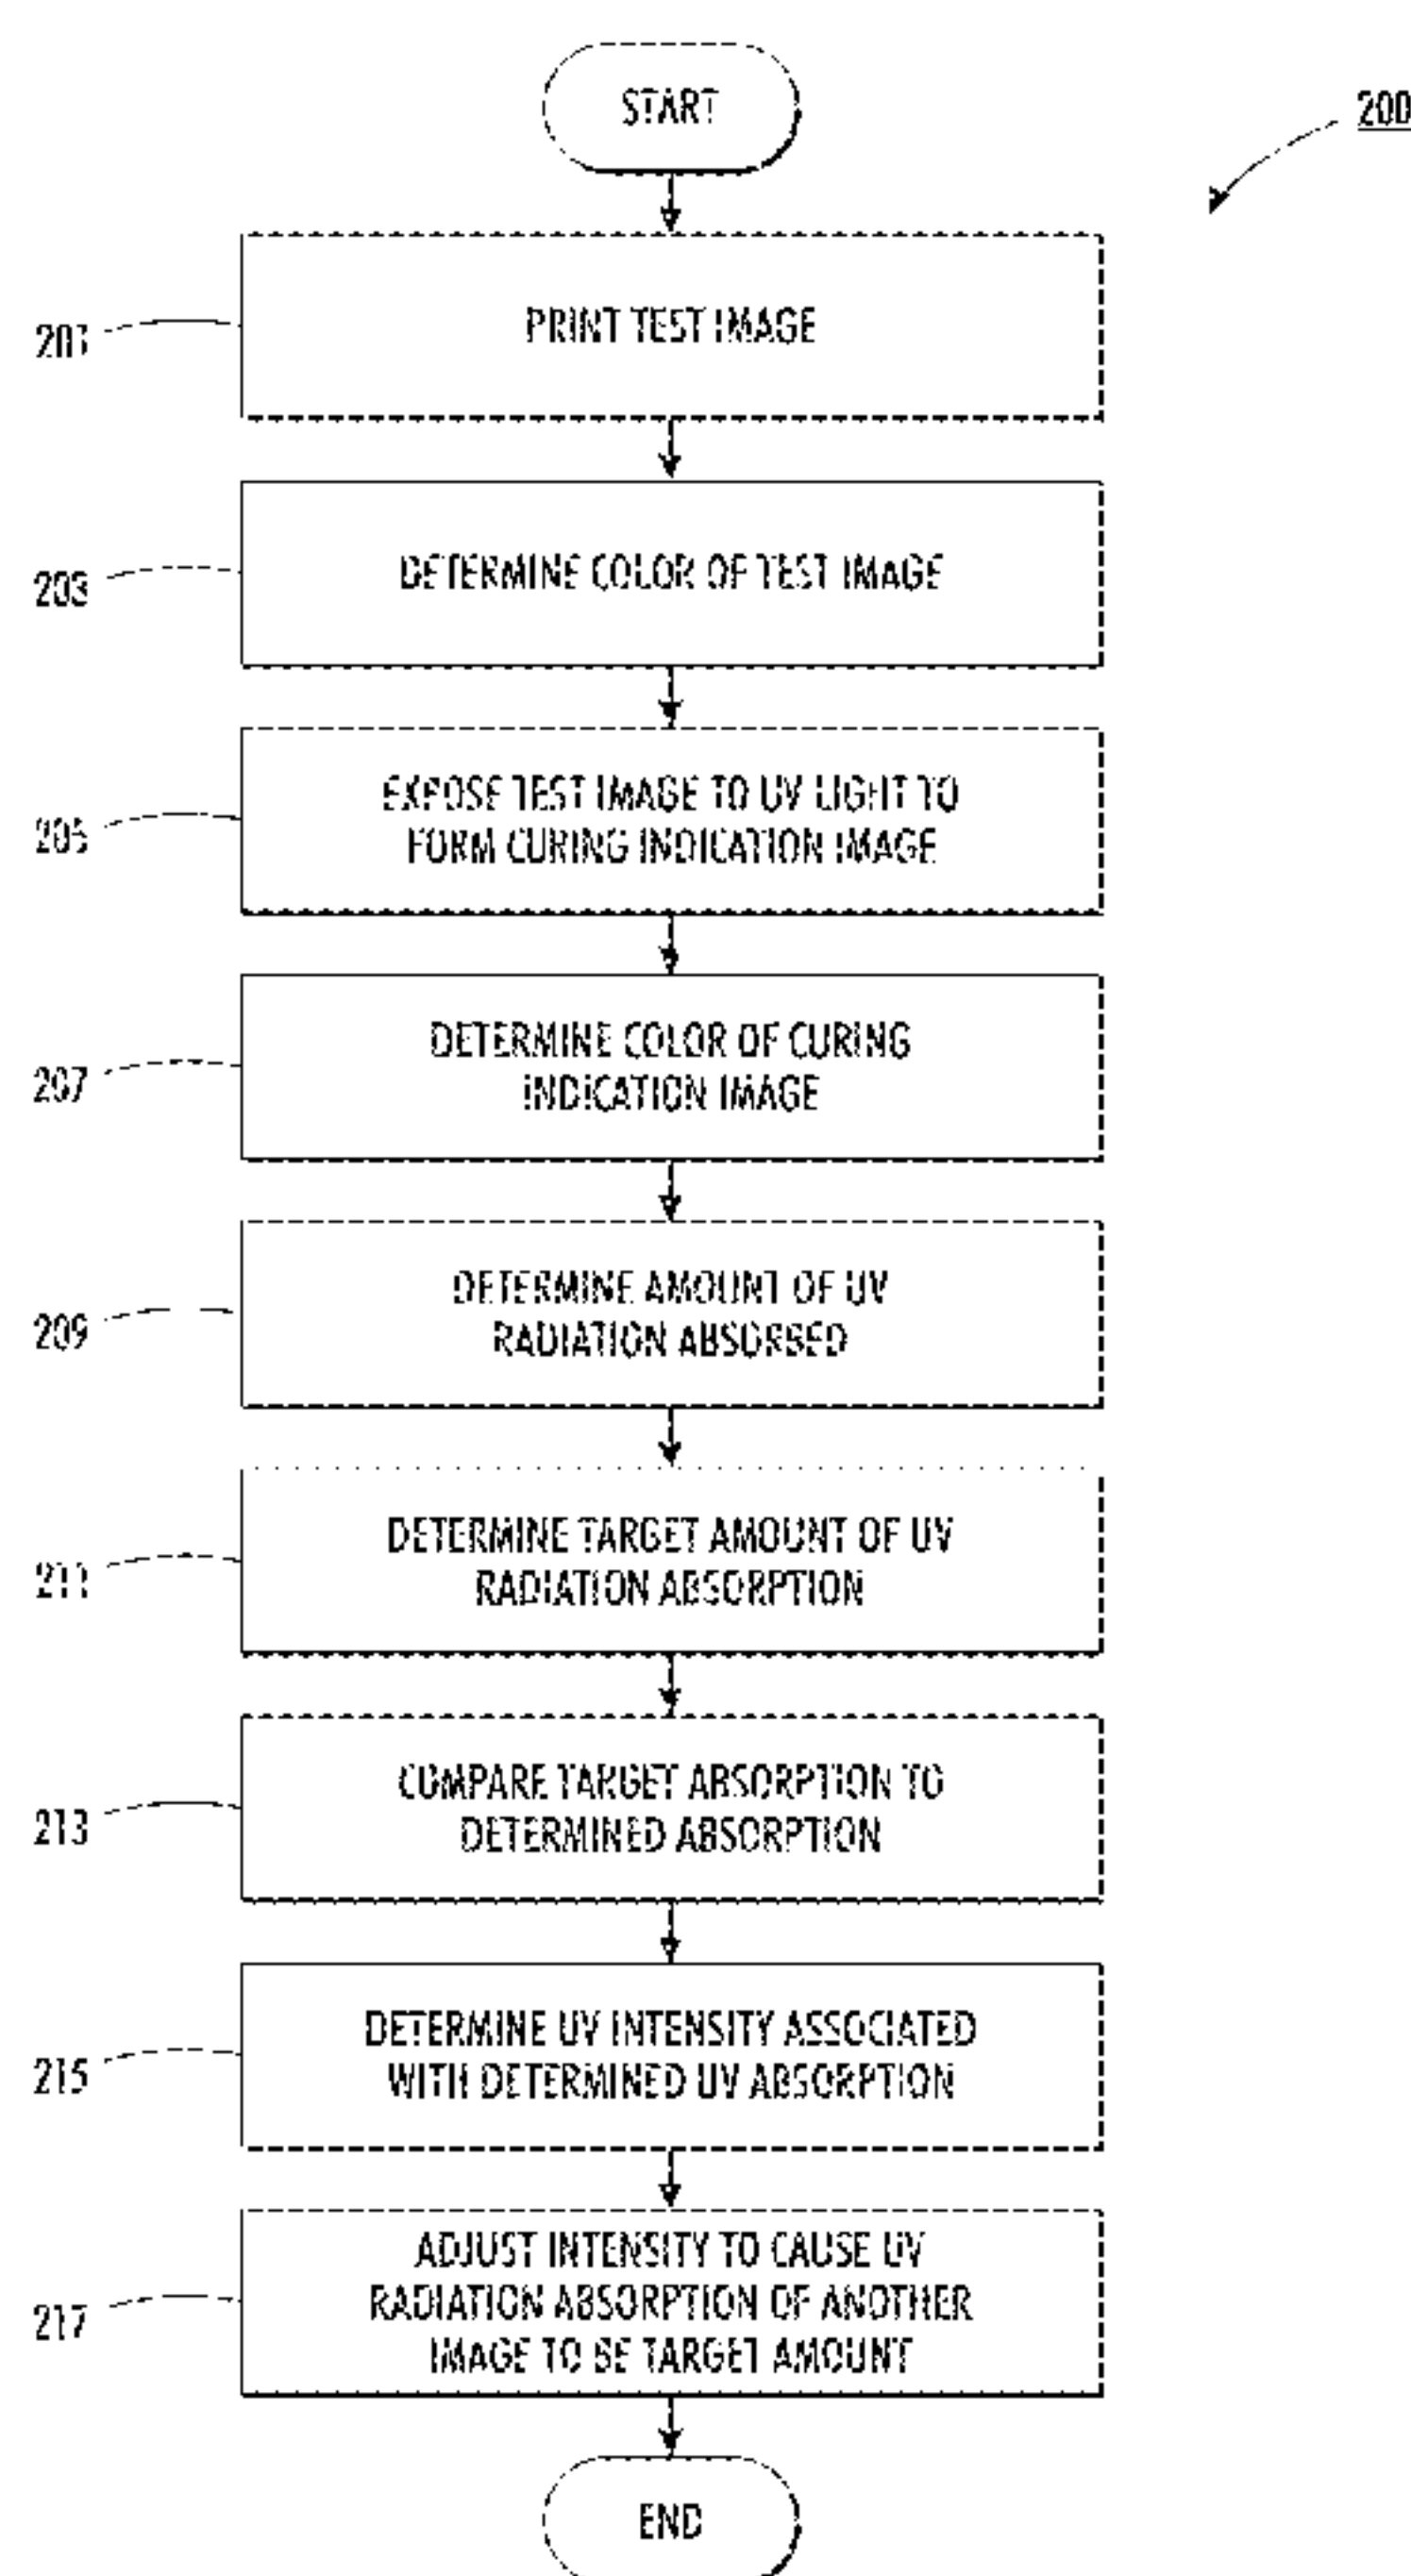 START
200
PRINT TEST IMAGE
201
DETERMINE COLOR OF TEST IMAGE
203
EXPOSE TEST IMAGE TO UV LIGHT TO
FORM CURING INDICATION IMAGE
205
DETERMINE COLOR OF CURING
INDICATION IMAGE
207
DETERMINE AMOUNT OF UV
RADIATION ABSORBED
209
DETERMINE TARGET AMOUNT OF UV
RADIATION ABSORPTION
211
COMPARE TARGET ABSORPTION TO
DETERMINED ABSORPTION
213
DETERMINE UV INTENSITY ASSOCIATED
WITH DETERMINED UV ABSORPTION
215
ADJUST INTENSITY TO CAUSE UV
RADIATION ABSORPTION OF ANOTHER
IMAGE TO BE TARGET AMOUNT
217
END